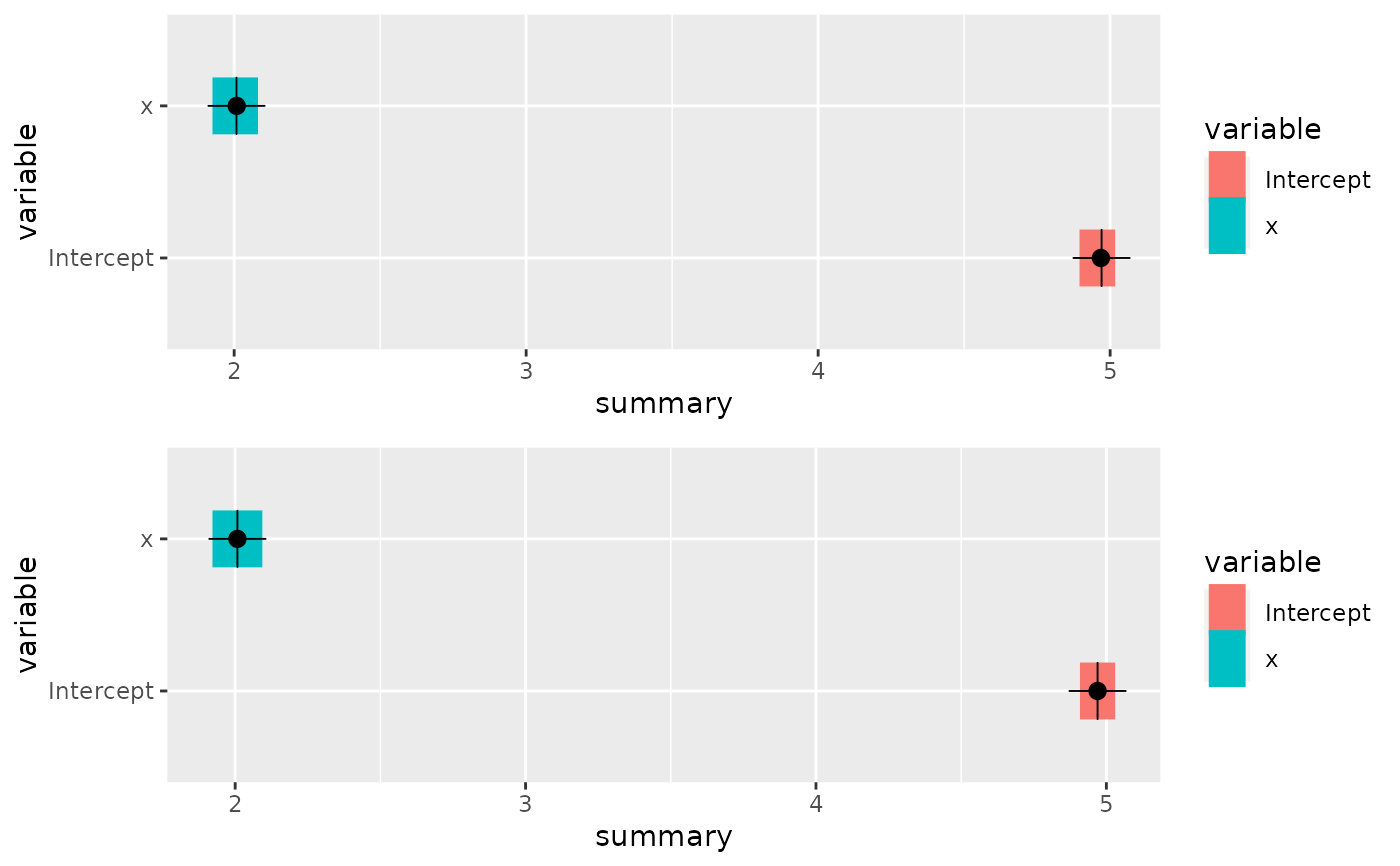 variable
x
Intercept
2 3 4 5
summary
variable
Intercept
x
variable
x
Intercept
2 3 4 5
summary
variable
Intercept
x